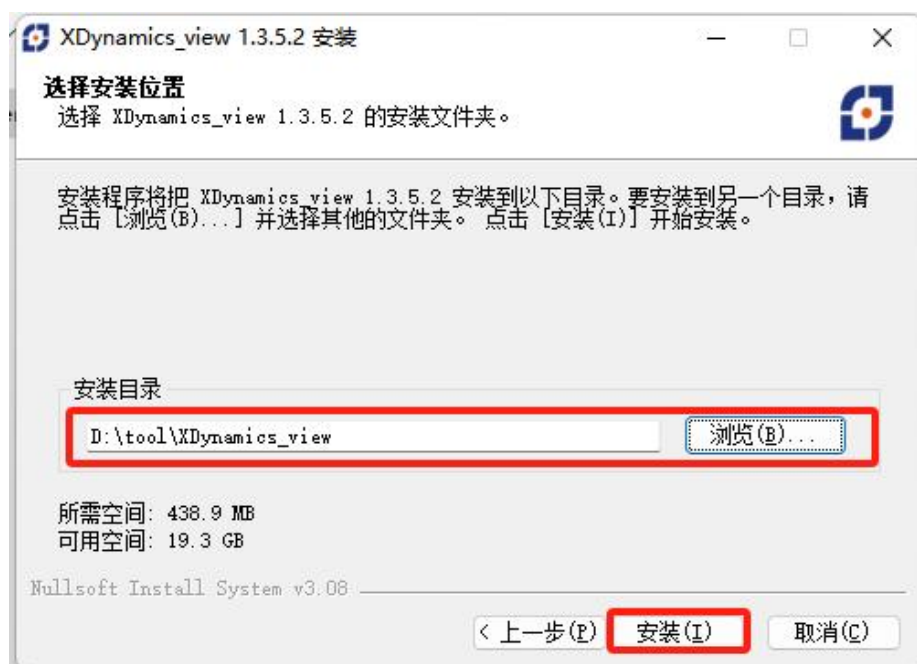 XDynamics_view 1.3.5.2 安装
选择安装位置
选择 XDynamics_view 1.3.5.2 的安装文件夹。
安装程序将把 XDynamics_view 1.3.5.2 安装到以下目录。要安装到另一个目录，请
点击 [浏览(B)...] 并选择其他的文件夹。 点击 [安装(I)] 开始安装。
安装目录
D:\tool\XDynamics_view 浏览(B)...
所需空间: 438.9 MB
可用空间: 19.3 GB
Nullsoft Install System v3.08
< 上一步(P) 安装(I) 取消(C)